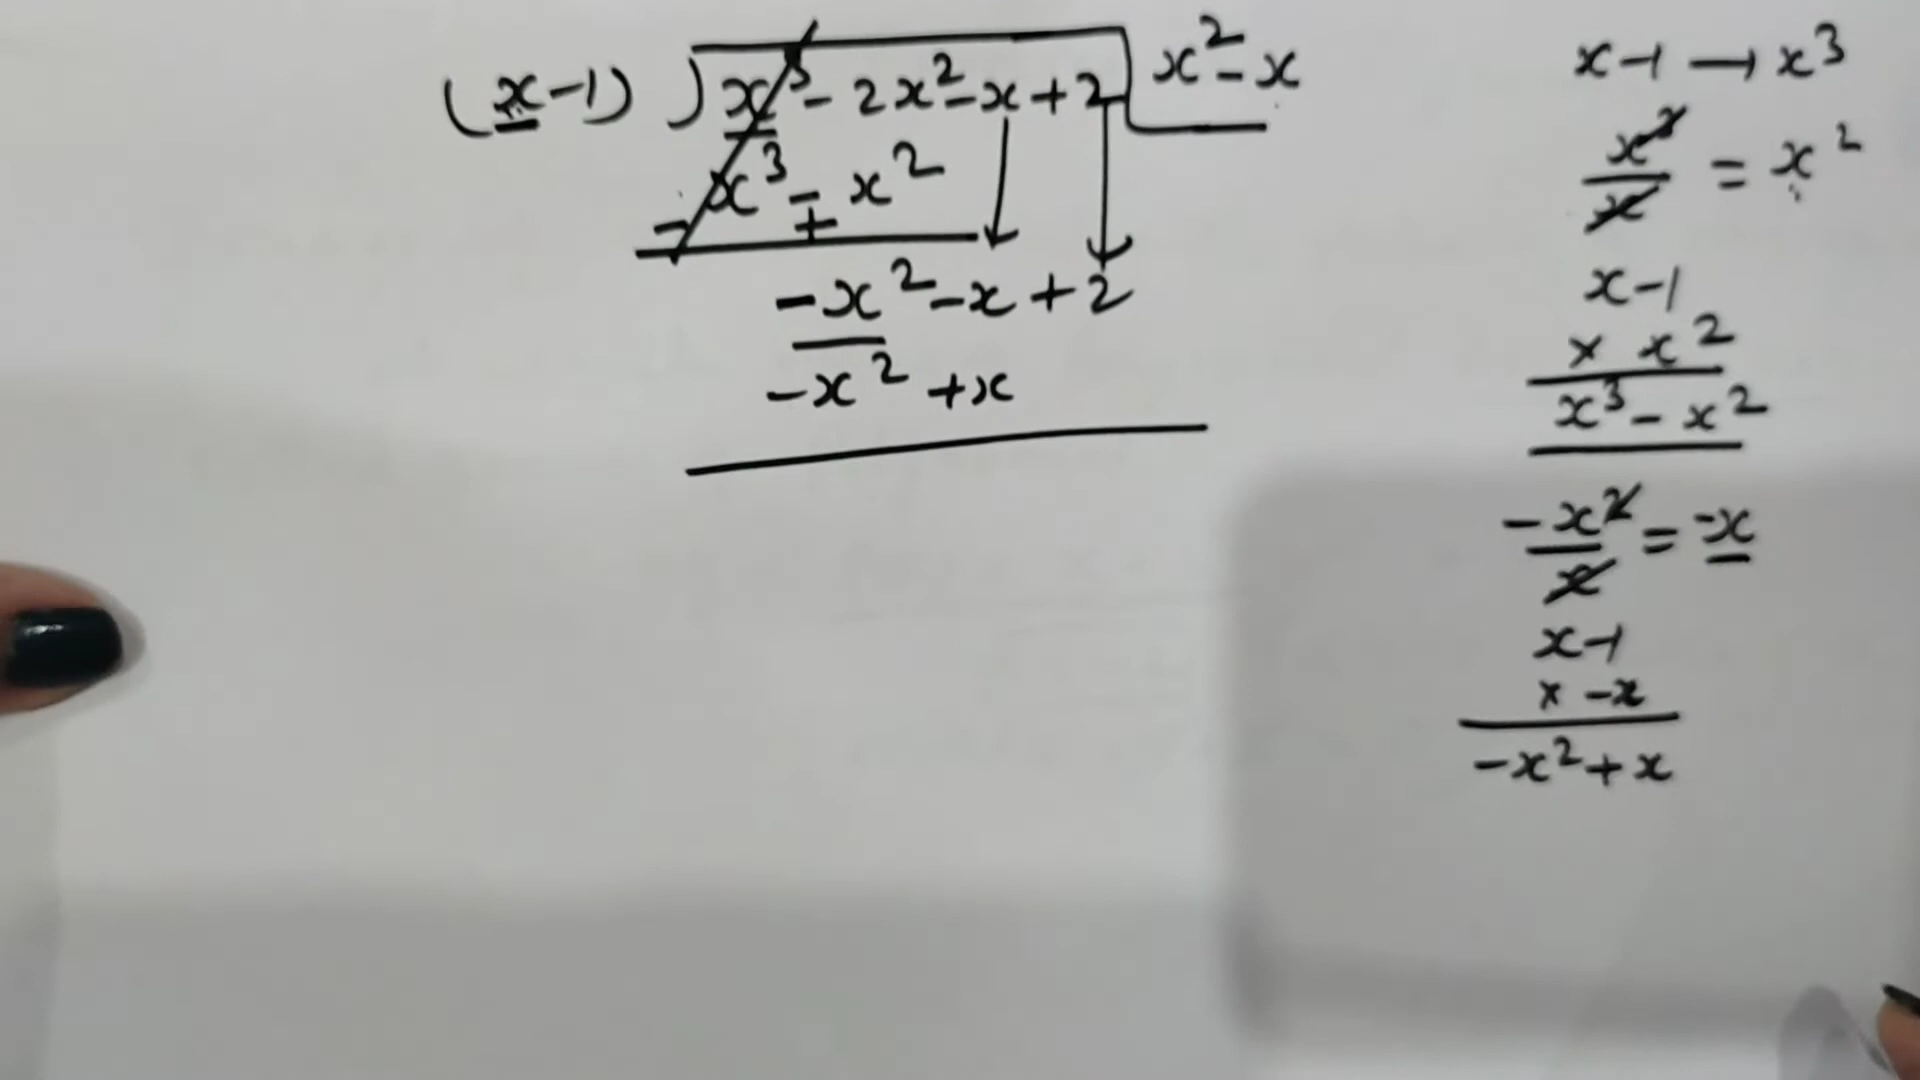 (x-1) ) x³ - 2x² - x + 2 | x² - x
x³ - x²
- +
-x² - x + 2
-x² + x
x-1 → x³
x³/x = x²
x-1
× x²
x³ - x²
-x²/x = -x
x-1
× -x
-x² + x